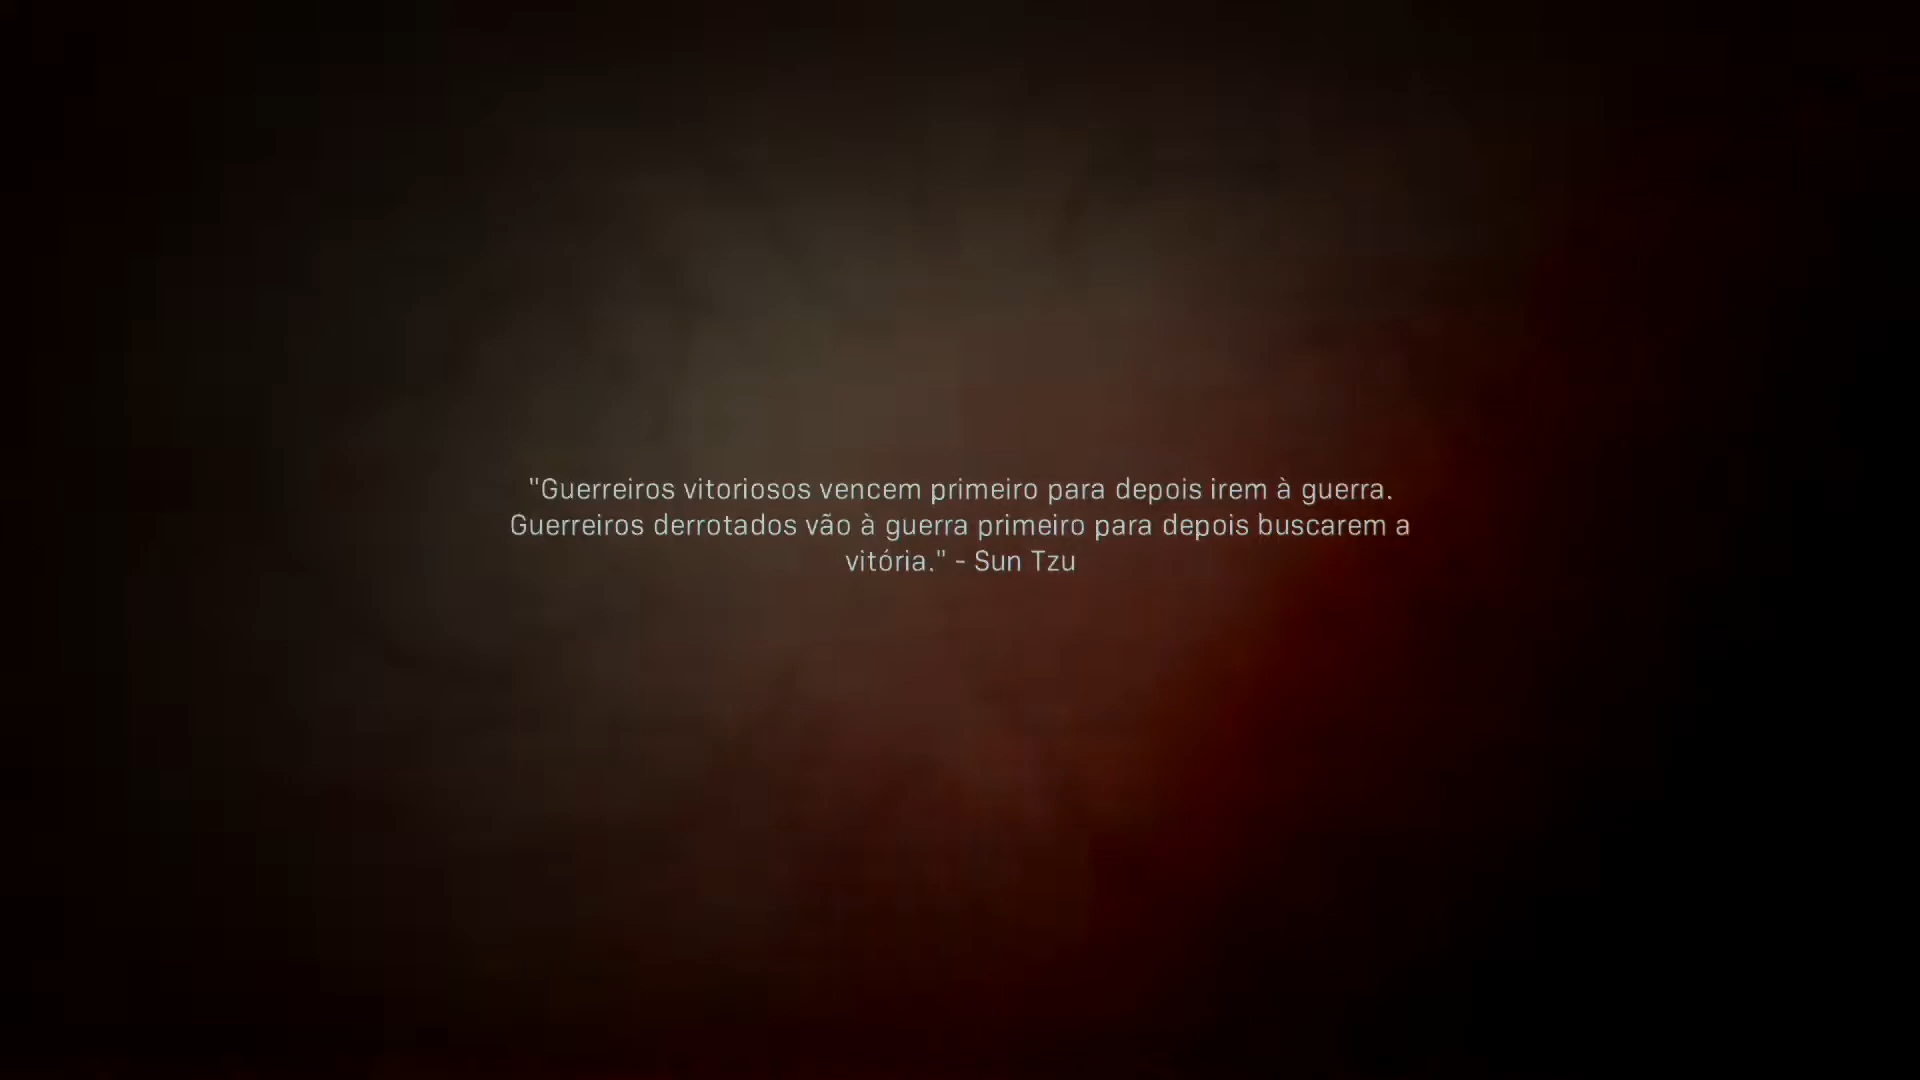 "Guerreiros vitoriosos vencem primeiro para depois irem à guerra.
Guerreiros derrotados vão à guerra primeiro para depois buscarem a
vitória." - Sun Tzu